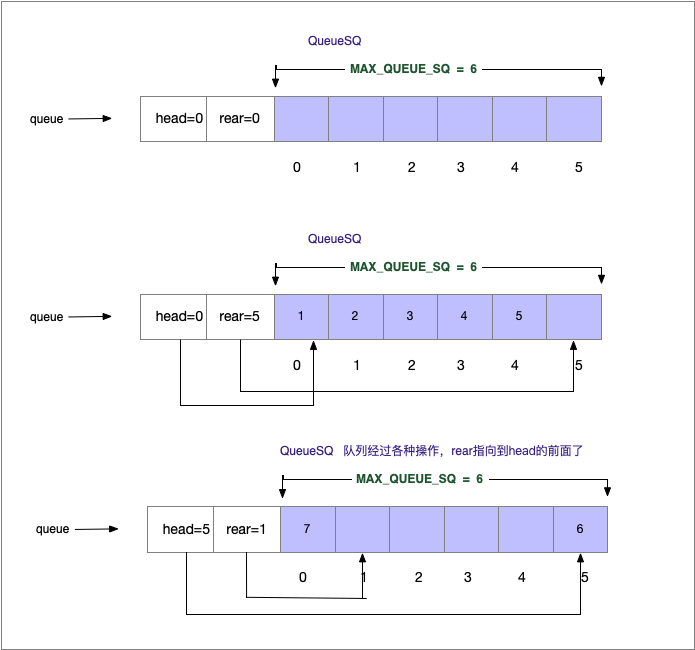 QueueSQ
MAX_QUEUE_SQ = 6
queue head=0 rear=0
0 1 2 3 4 5
QueueSQ
MAX_QUEUE_SQ = 6
queue head=0 rear=5 1 2 3 4 5
0 1 2 3 4 5
QueueSQ 队列经过各种操作，rear指向到head的前面了
MAX_QUEUE_SQ = 6
queue head=5 rear=1 7 6
0 1 2 3 4 5